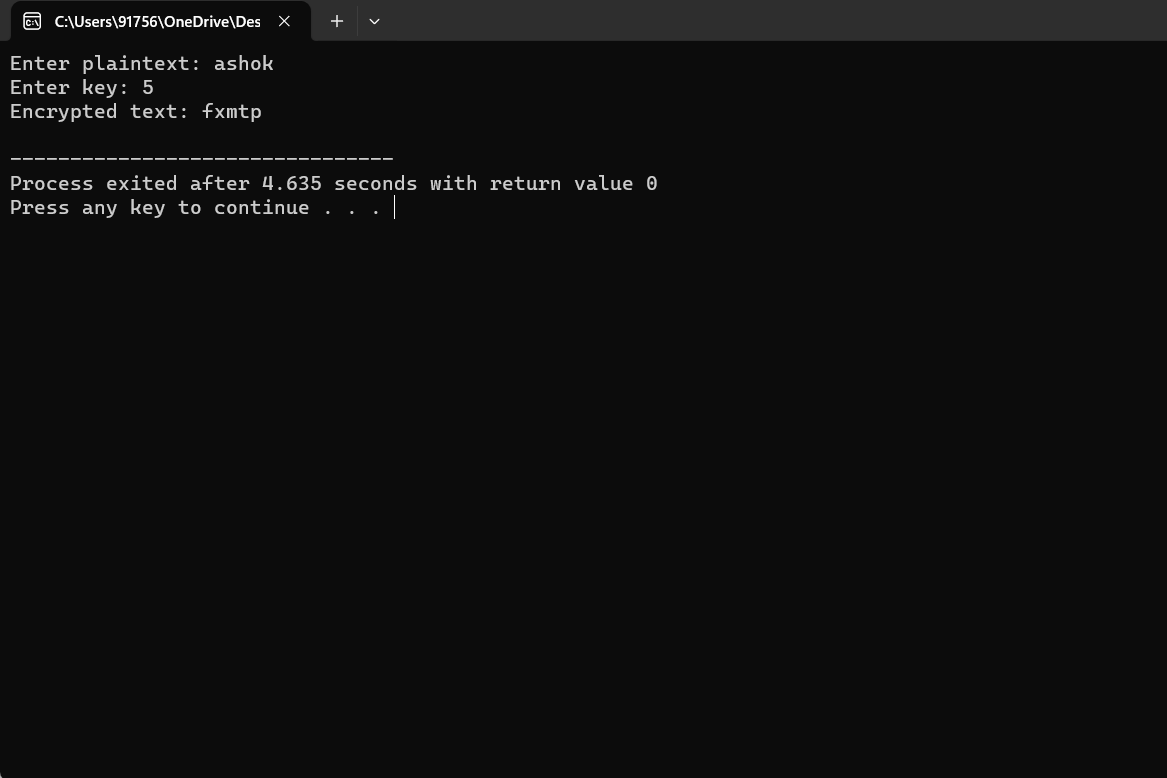 C:\Users\91756\OneDrive\Des
Enter plaintext: ashok
Enter key: 5
Encrypted text: fxmtp
--------------------------------
Process exited after 4.635 seconds with return value 0
Press any key to continue . . .